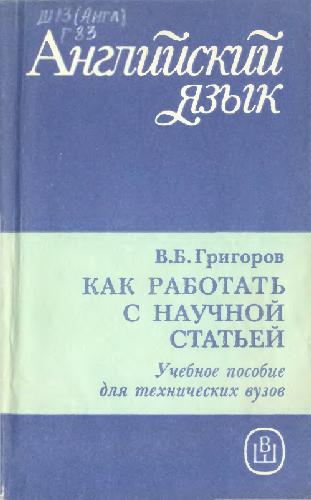 Ш13(Англ)
Г83
Английский
язык
В.Б.Григоров
КАК РАБОТАТЬ
С НАУЧНОЙ
СТАТЬЕЙ
Учебное пособие
для технических вузов
ВШ